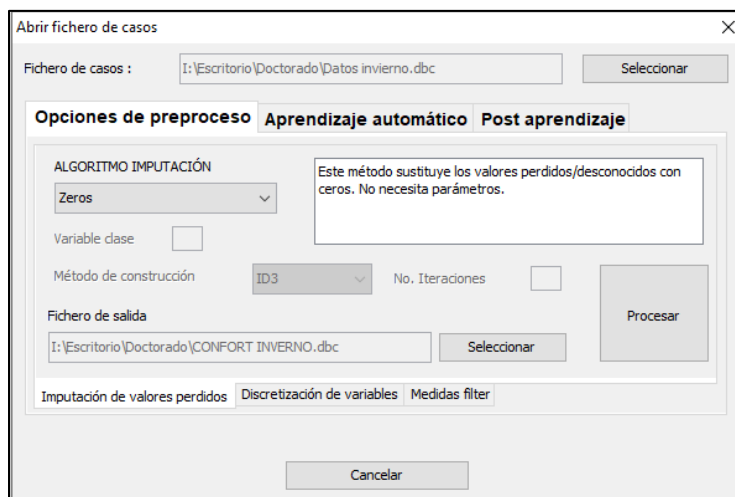 Abrir fichero de casos
Fichero de casos :
I:\Escritorio\Doctorado\Datos invierno.dbc
Seleccionar
Opciones de preproceso
Aprendizaje automático
Post aprendizaje
ALGORITMO IMPUTACIÓN
Zeros
Este método sustituye los valores perdidos/desconocidos con
ceros. No necesita parámetros.
Variable clase
Método de construcción
ID3
No. Iteraciones
Procesar
Fichero de salida
I:\Escritorio\Doctorado\CONFORT INVERNO.dbc
Seleccionar
Imputación de valores perdidos
Discretización de variables
Medidas filter
Cancelar